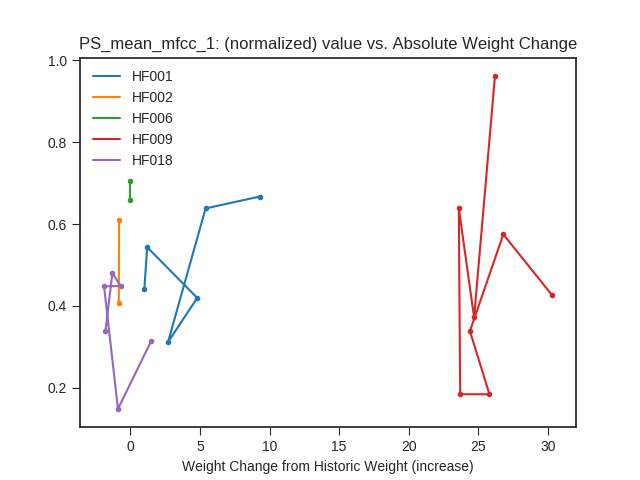 PS_mean_mfcc_1: (normalized) value vs. Absolute Weight Change
1.0
0.8
0.6
0.4
0.2
HF001
HF002
HF006
HF009
HF018
0 5 10 15 20 25 30
Weight Change from Historic Weight (increase)